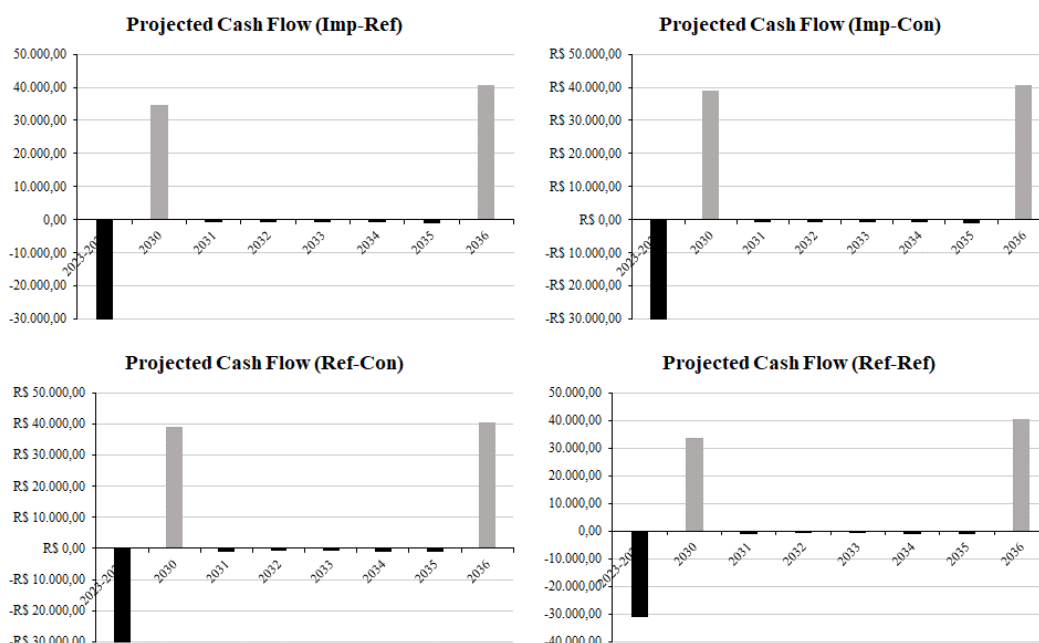 Projected Cash Flow (Imp-Ref)
50.000,00
40.000,00
30.000,00
20.000,00
10.000,00
0,00
-10.000,00
-20.000,00
-30.000,00
2030
2031
2032
2033
2034
2035
2036
Projected Cash Flow (Imp-Con)
R$ 50.000,00
R$ 40.000,00
R$ 30.000,00
R$ 20.000,00
R$ 10.000,00
R$ 0,00
-R$ 10.000,00
-R$ 20.000,00
-R$ 30.000,00
2030
2031
2032
2033
2034
2035
2036
Projected Cash Flow (Ref-Con)
R$ 50.000,00
R$ 40.000,00
R$ 30.000,00
R$ 20.000,00
R$ 10.000,00
R$ 0,00
-R$ 10.000,00
-R$ 20.000,00
-R$ 30.000,00
2030
2031
2032
2033
2034
2035
2036
Projected Cash Flow (Ref-Ref)
50.000,00
40.000,00
30.000,00
20.000,00
10.000,00
0,00
-10.000,00
-20.000,00
-30.000,00
-40.000,00
2030
2031
2032
2033
2034
2035
2036